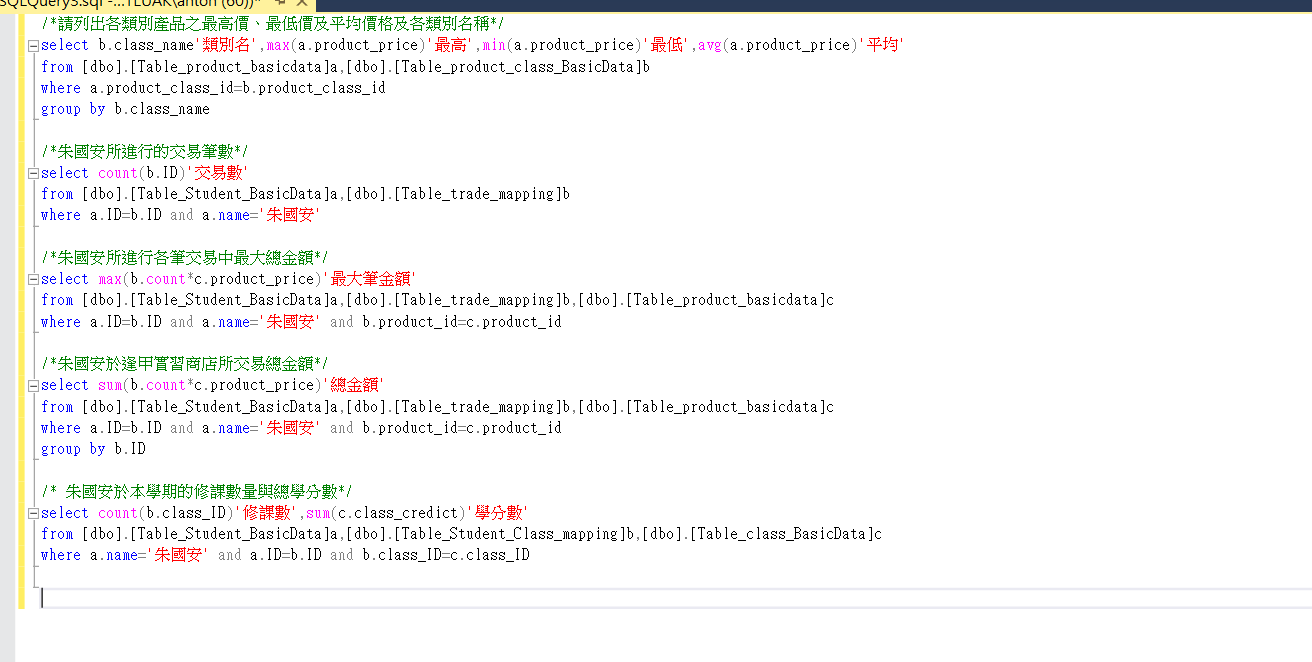 SQLQuery5.sql -...TLUAK\anton (60))*
/*請列出各類別產品之最高價、最低價及平均價格及各類別名稱*/
select b.class_name'類別名',max(a.product_price)'最高',min(a.product_price)'最低',avg(a.product_price)'平均'
from [dbo].[Table_product_basicdata]a,[dbo].[Table_product_class_BasicData]b
where a.product_class_id=b.product_class_id
group by b.class_name
/*朱國安所進行的交易筆數*/
select count(b.ID)'交易數'
from [dbo].[Table_Student_BasicData]a,[dbo].[Table_trade_mapping]b
where a.ID=b.ID and a.name='朱國安'
/*朱國安所進行各筆交易中最大總金額*/
select max(b.count*c.product_price)'最大筆金額'
from [dbo].[Table_Student_BasicData]a,[dbo].[Table_trade_mapping]b,[dbo].[Table_product_basicdata]c
where a.ID=b.ID and a.name='朱國安' and b.product_id=c.product_id
/*朱國安於逢甲實習商店所交易總金額*/
select sum(b.count*c.product_price)'總金額'
from [dbo].[Table_Student_BasicData]a,[dbo].[Table_trade_mapping]b,[dbo].[Table_product_basicdata]c
where a.ID=b.ID and a.name='朱國安' and b.product_id=c.product_id
group by b.ID
/* 朱國安於本學期的修課數量與總學分數*/
select count(b.class_ID)'修課數',sum(c.class_credict)'學分數'
from [dbo].[Table_Student_BasicData]a,[dbo].[Table_Student_Class_mapping]b,[dbo].[Table_class_BasicData]c
where a.name='朱國安' and a.ID=b.ID and b.class_ID=c.class_ID